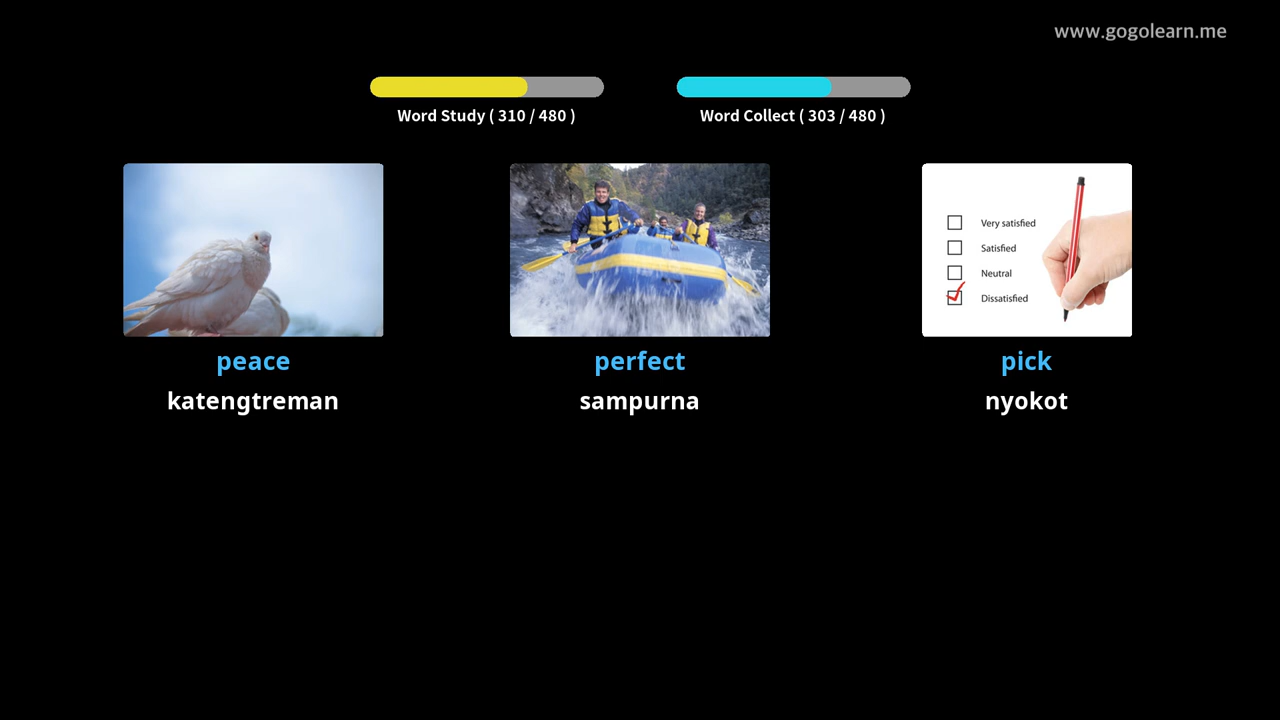 www.gogolearn.me
Word Study ( 310 / 480 )
Word Collect ( 303 / 480 )
Very satisfied
Satisfied
Neutral
Dissatisfied
peace
perfect
pick
katengtreman
sampurna
nyokot